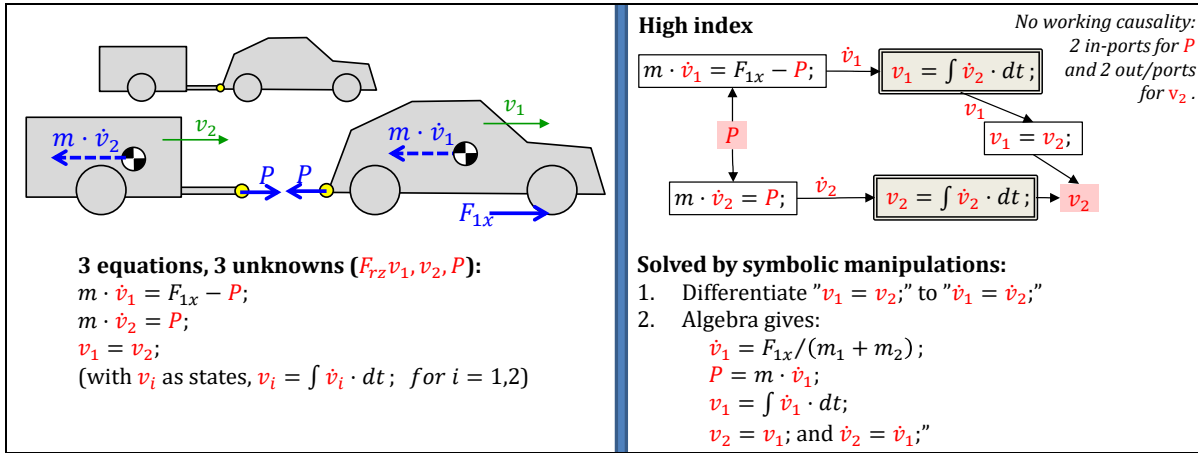 v₂
m · v̇₂
P
P
v₁
m · v̇₁
F₁ₓ
3 equations, 3 unknowns (F_rz v₁, v₂, P):
m · v̇₁ = F₁ₓ − P;
m · v̇₂ = P;
v₁ = v₂;
(with vᵢ as states, vᵢ = ∫ v̇ᵢ · dt ; for i = 1,2)
High index
No working causality:
2 in-ports for P
and 2 out/ports
for v₂ .
m · v̇₁ = F₁ₓ − P;
v̇₁
v₁ = ∫ v̇₂ · dt ;
v₁
v₁ = v₂;
P
m · v̇₂ = P;
v̇₂
v₂ = ∫ v̇₂ · dt ;
v₂
Solved by symbolic manipulations:
1. Differentiate ”v₁ = v₂;” to ”v̇₁ = v̇₂;”
2. Algebra gives:
v̇₁ = F₁ₓ/(m₁ + m₂) ;
P = m · v̇₁;
v₁ = ∫ v̇₁ · dt;
v₂ = v₁; and v̇₂ = v̇₁;”